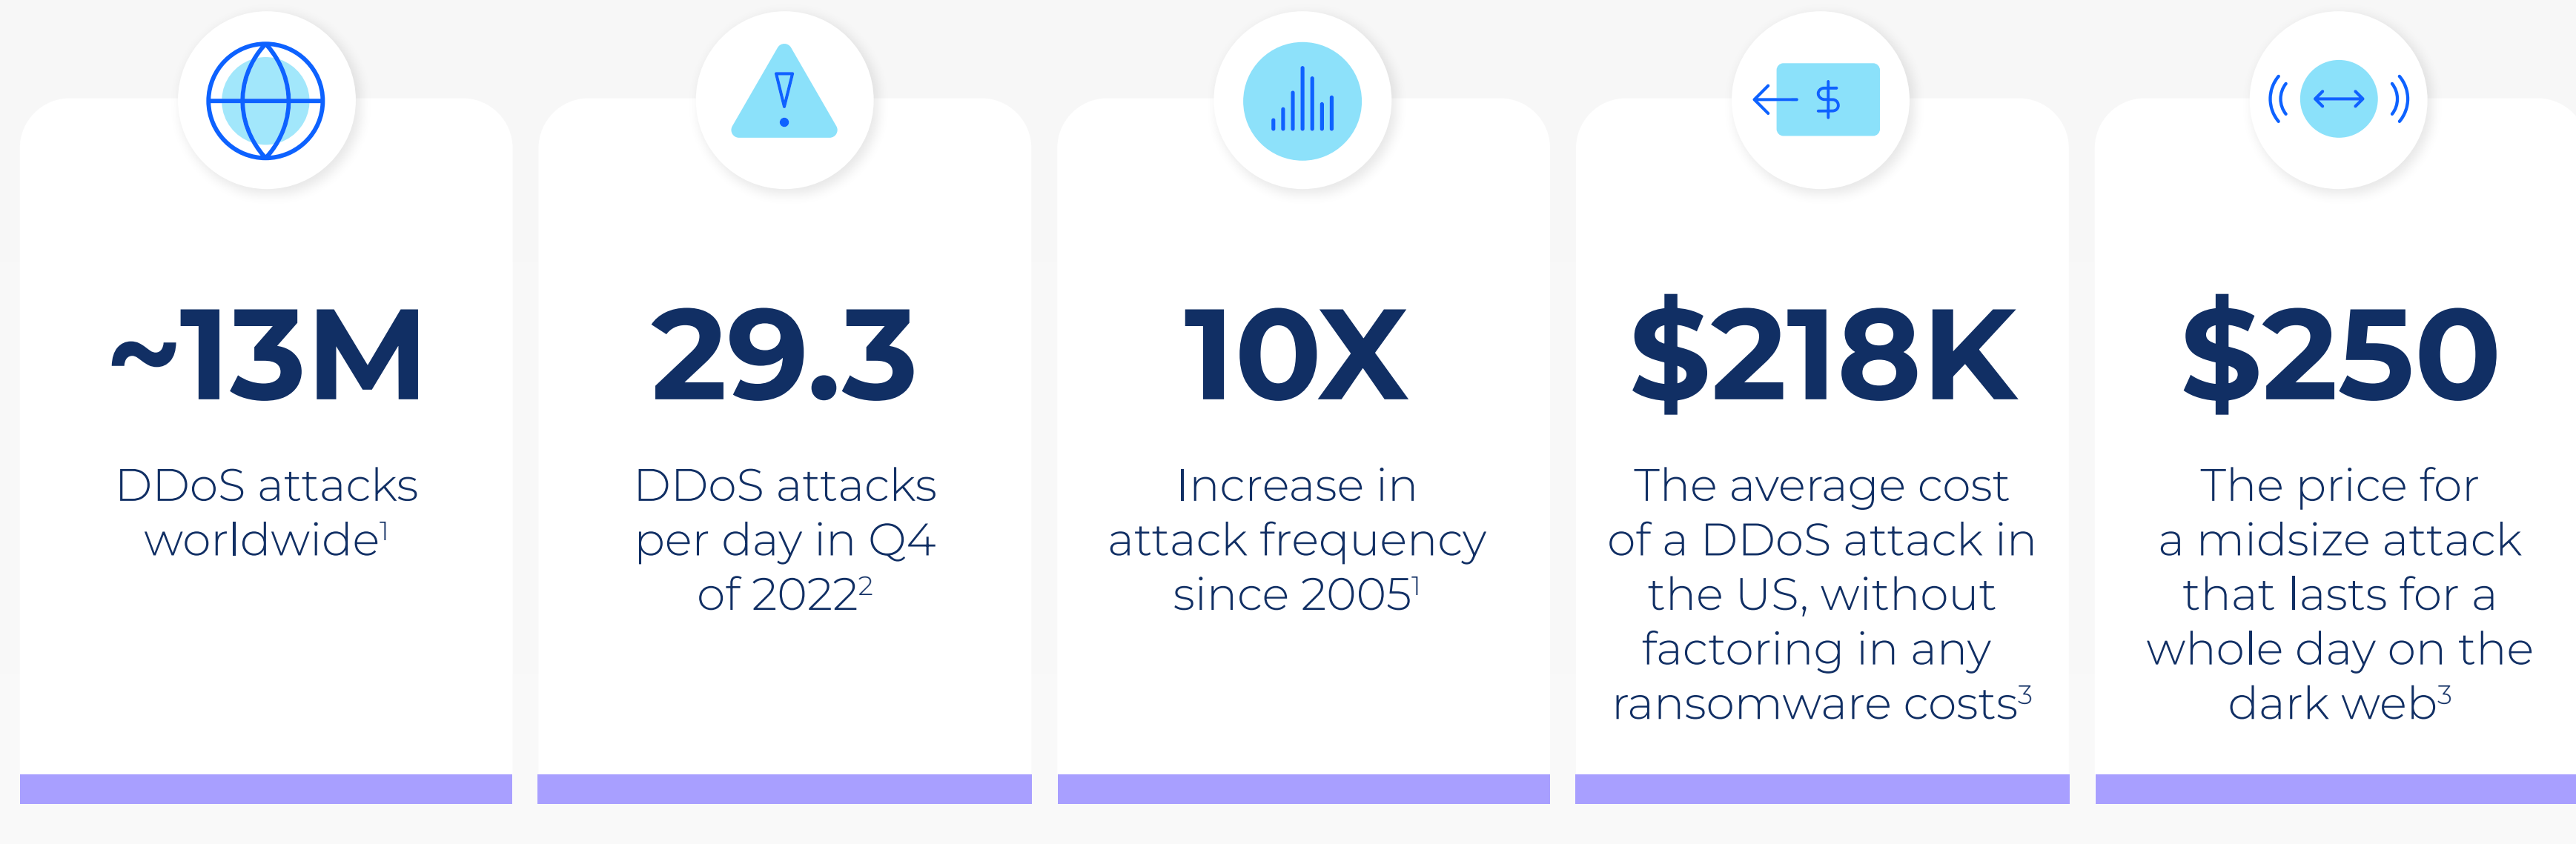 ~13M
DDoS attacks
worldwide¹
29.3
DDoS attacks
per day in Q4
of 2022²
10X
Increase in
attack frequency
since 2005¹
$
$218K
The average cost
of a DDoS attack in
the US, without
factoring in any
ransomware costs³
$250
The price for
a midsize attack
that lasts for a
whole day on the
dark web³